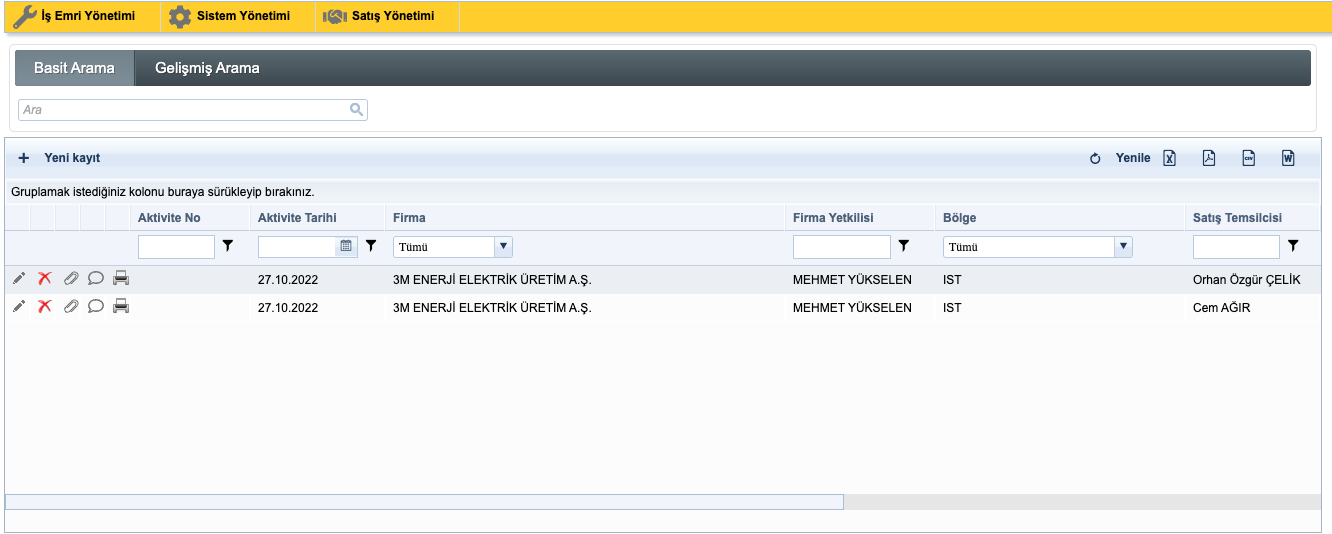 İş Emri Yönetimi Sistem Yönetimi Satış Yönetimi
Basit Arama Gelişmiş Arama
Ara
Yeni kayıt Yenile X CSV W
Gruplamak istediğiniz kolonu buraya sürükleyip bırakınız.
Aktivite No Aktivite Tarihi Firma Firma Yetkilisi Bölge Satış Temsilcisi
Tümü Tümü
27.10.2022 3M ENERJİ ELEKTRİK ÜRETİM A.Ş. MEHMET YÜKSELEN IST Orhan Özgür ÇELİK
27.10.2022 3M ENERJİ ELEKTRİK ÜRETİM A.Ş. MEHMET YÜKSELEN IST Cem AĞIR